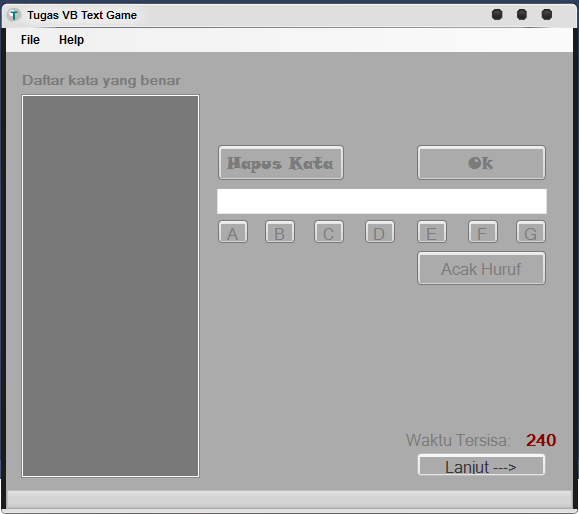 T Tugas VB Text Game
File Help
Daftar kata yang benar
Hapus Kata Ok
A B C D E F G
Acak Huruf
Waktu Tersisa: 240
Lanjut --->